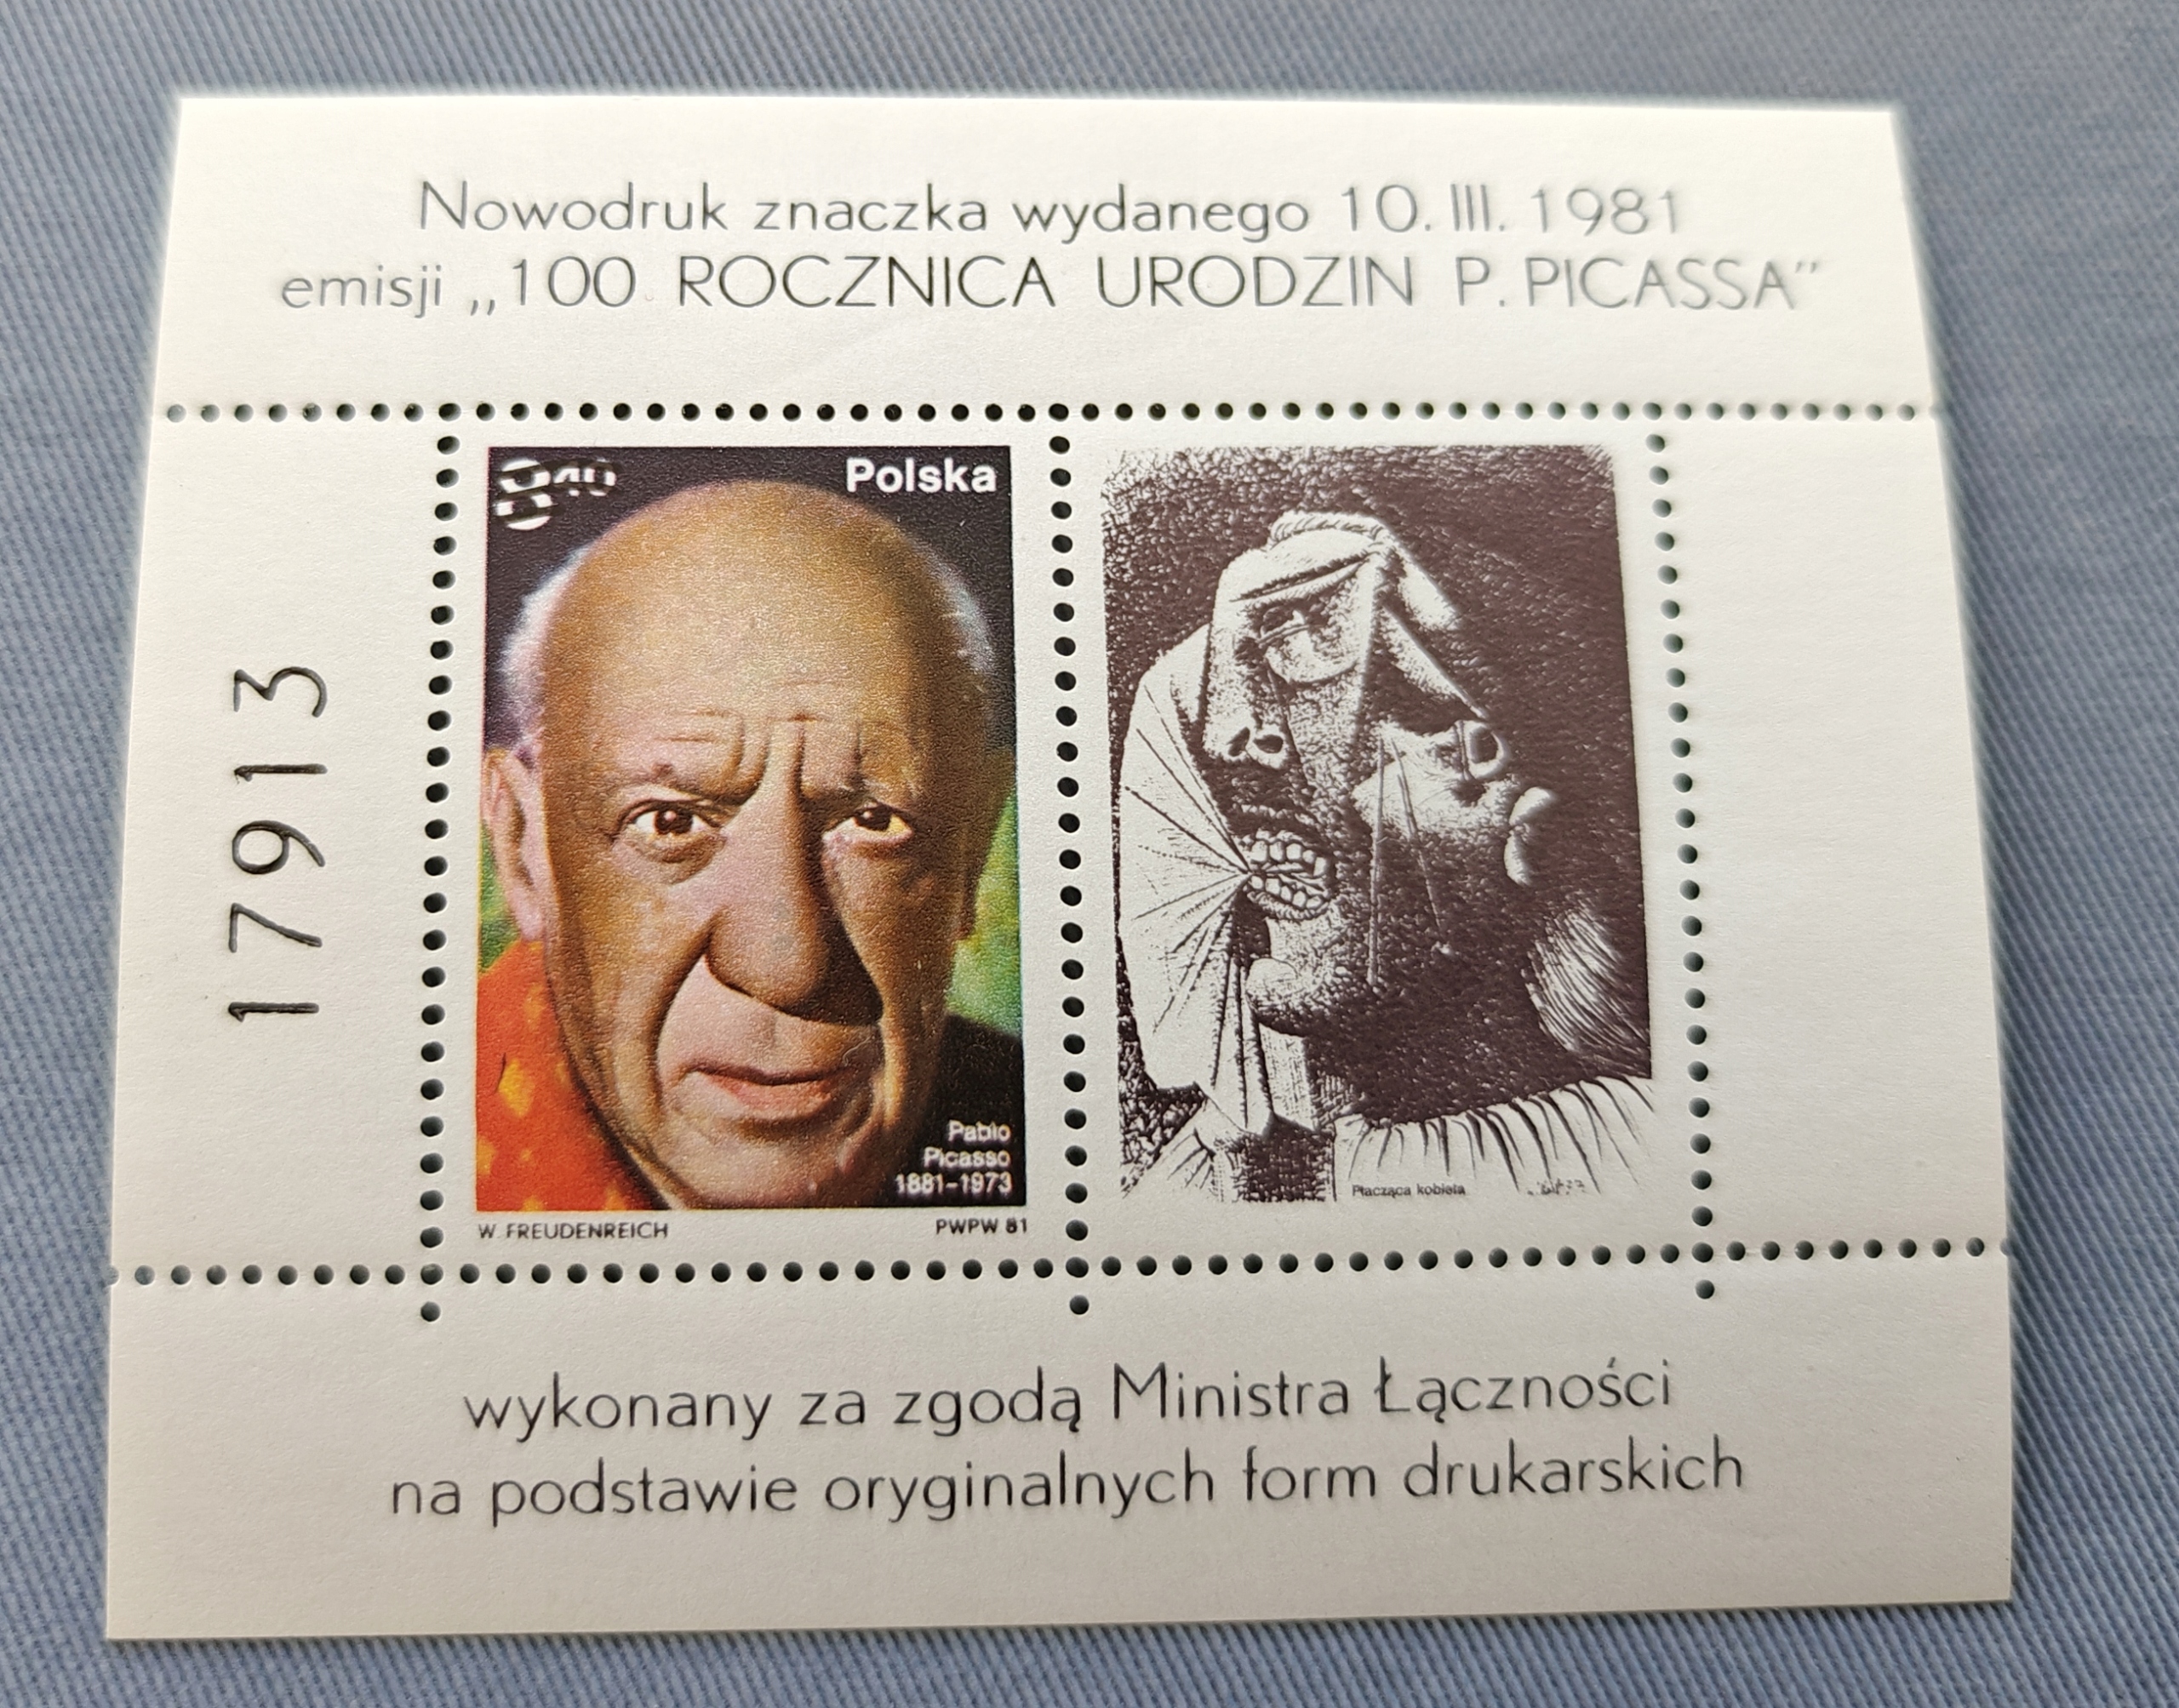 Nowodruk znaczka wydanego 10. III. 1981
emisji „100 ROCZNICA URODZIN P. PICASSA”
17913
Polska
Pablo
Picasso
1881-1973
W. FREUDENREICH
PWPW 81
Płacząca kobieta
wykonany za zgodą Ministra Łączności
na podstawie oryginalnych form drukarskich